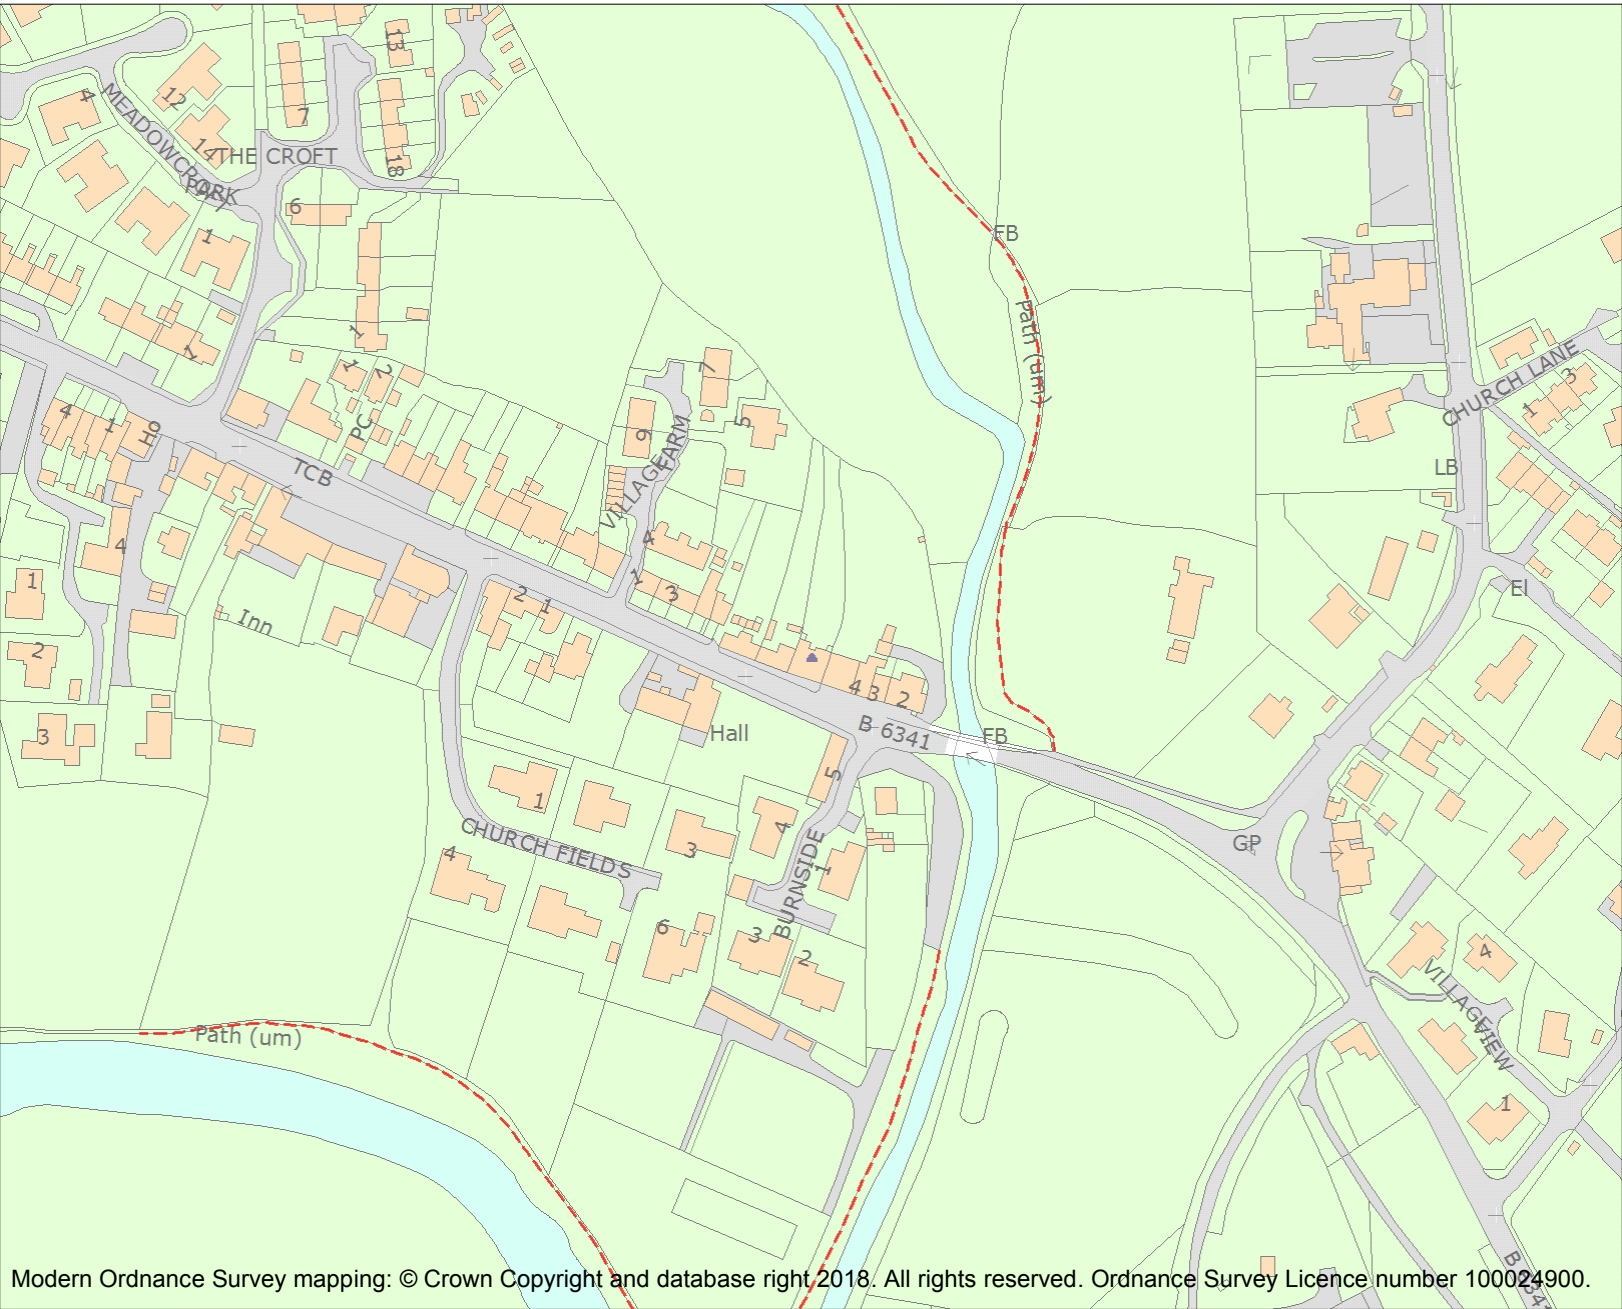 13
4
12
7
MEADOWCROFT
14
THE CROFT
18
PARK
6
FB
1
Path (um)
1
1
1
2
7
3
CHURCH LANE
1
4
1
Ho
PC
9
5
VILLAGE FARM
TCB
LB
4
4
1
1
3
2
1
El
Inn
2
4
3
2
3
Hall
B 6341
FB
5
1
4
3
GP
CHURCH FIELDS
4
BURNSIDE
1
6
3
2
4
VILLAGE VIEW
Path (um)
1
B 634
Modern Ordnance Survey mapping: © Crown Copyright and database right 2018. All rights reserved. Ordnance Survey Licence number 100024900.